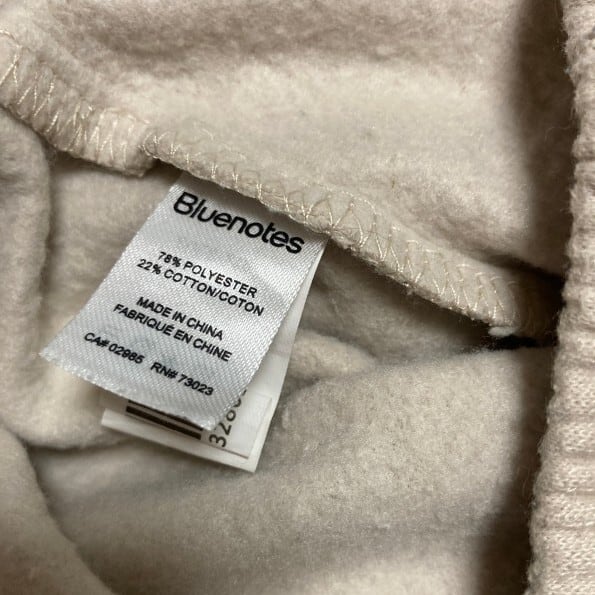 Bluenotes
78% POLYESTER
22% COTTON/COTON
MADE IN CHINA
FABRIQUÉ EN CHINE
CA# 02985 RN# 73023